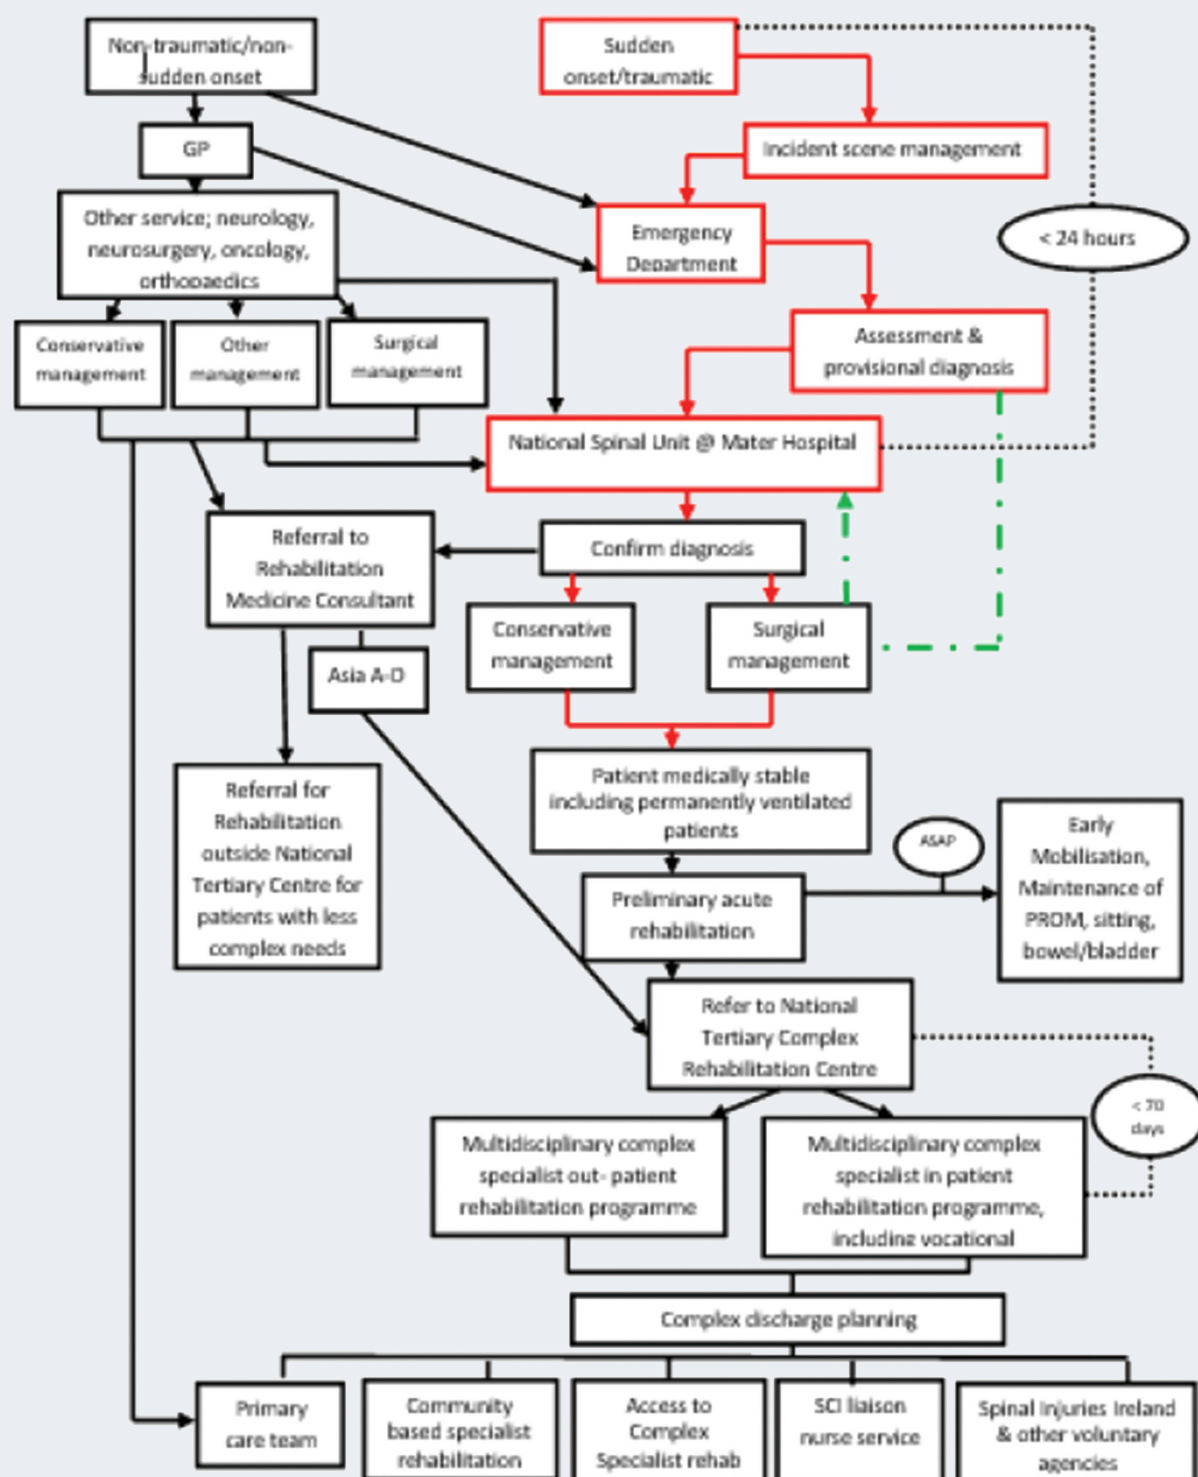 Non-traumatic/non-
sudden onset
Sudden
onset/traumatic
GP
Incident scene management
Other service; neurology,
neurosurgery, oncology,
orthopaedics
Emergency
Department
< 24 hours
Conservative
management
Other
management
Surgical
management
Assessment &
provisional diagnosis
National Spinal Unit @ Mater Hospital
Referral to
Rehabilitation
Medicine Consultant
Confirm diagnosis
Conservative
management
Surgical
management
Asia A-D
Referral for
Rehabilitation
outside National
Tertiary Centre for
patients with less
complex needs
Patient medically stable
including permanently ventilated
patients
ASAP
Early
Mobilisation,
Maintenance of
PROM, sitting,
bowel/bladder
Preliminary acute
rehabilitation
Refer to National
Tertiary Complex
Rehabilitation Centre
< 70
days
Multidisciplinary complex
specialist out- patient
rehabilitation programme
Multidisciplinary complex
specialist in patient
rehabilitation programme,
including vocational
Complex discharge planning
Primary
care team
Community
based specialist
rehabilitation
Access to
Complex
Specialist rehab
SCI liaison
nurse service
Spinal Injuries Ireland
& other voluntary
agencies